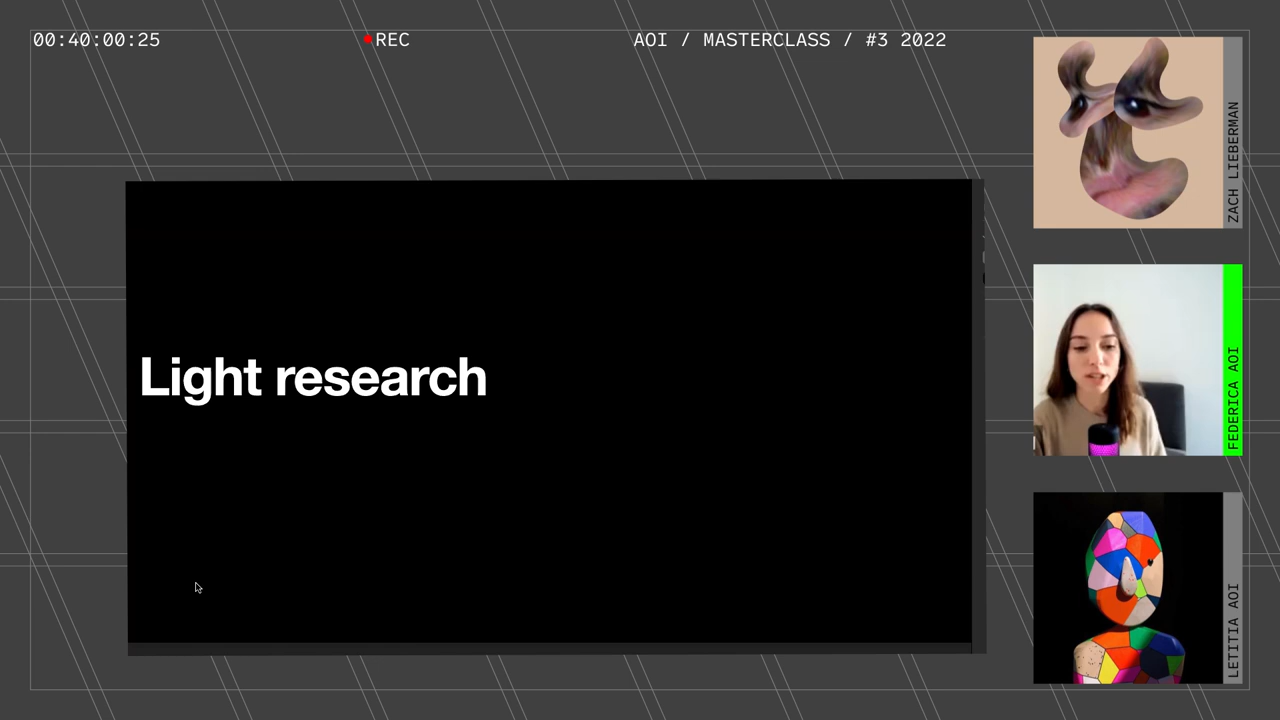 00:40:00:25
REC
AOI / MASTERCLASS / #3 2022
Light research
ZACH LIEBERMAN
FEDERICA AOI
LETITIA AOI